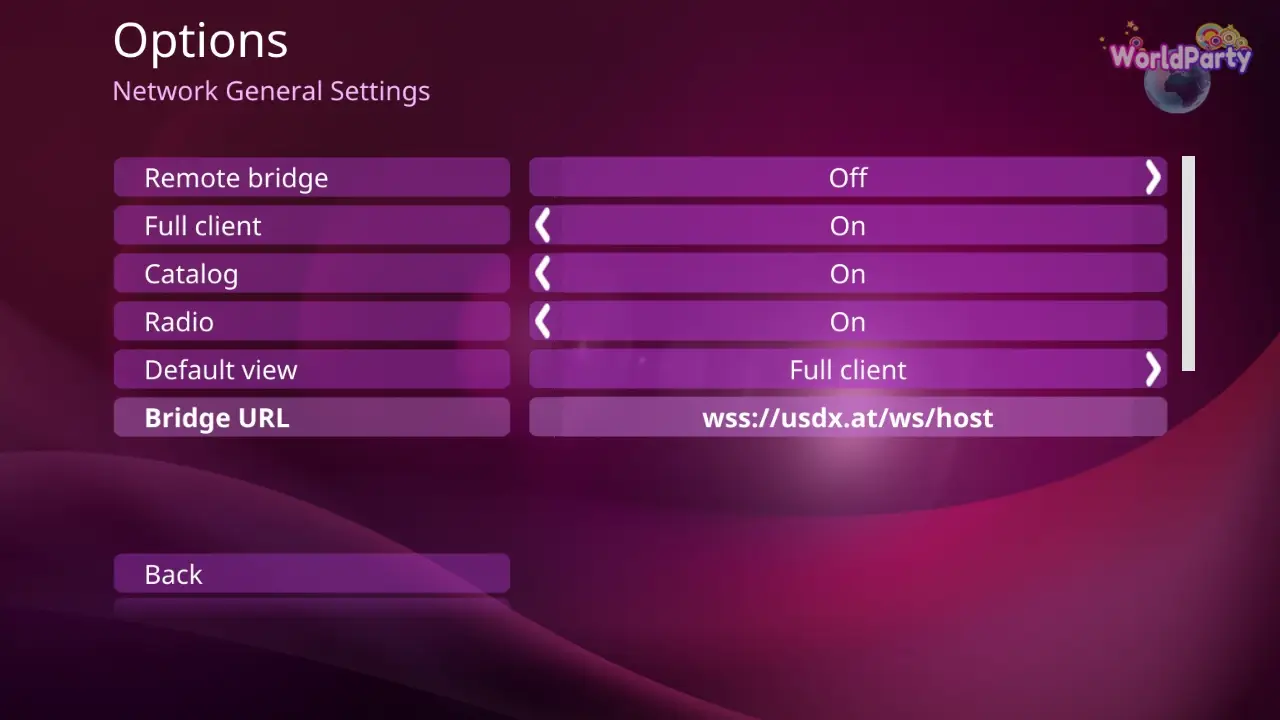 Options
WorldParty
Network General Settings
Remote bridge Off
Full client On
Catalog On
Radio On
Default view Full client
Bridge URL wss://usdx.at/ws/host
Back